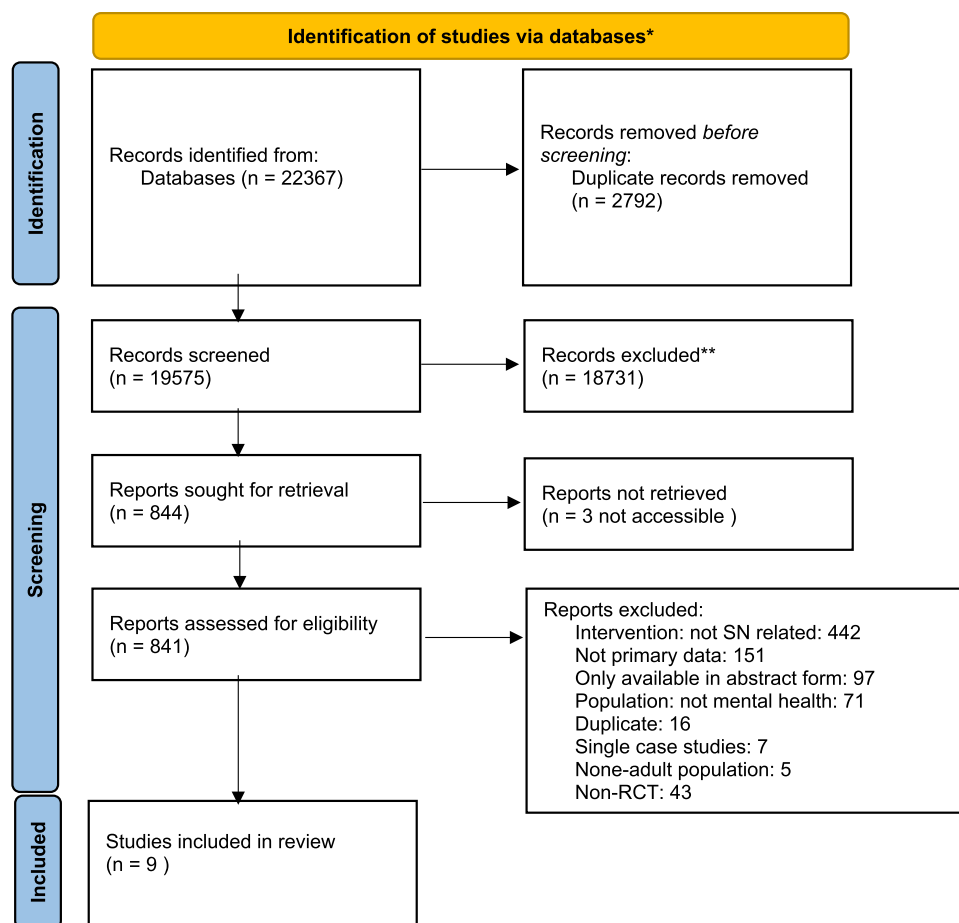 Identification of studies via databases*
Identification
Records identified from:
Databases (n = 22367)
Records removed before
screening:
Duplicate records removed
(n = 2792)
Screening
Records screened
(n = 19575)
Records excluded**
(n = 18731)
Reports sought for retrieval
(n = 844)
Reports not retrieved
(n = 3 not accessible )
Reports assessed for eligibility
(n = 841)
Reports excluded:
Intervention: not SN related: 442
Not primary data: 151
Only available in abstract form: 97
Population: not mental health: 71
Duplicate: 16
Single case studies: 7
None-adult population: 5
Non-RCT: 43
Included
Studies included in review
(n = 9 )